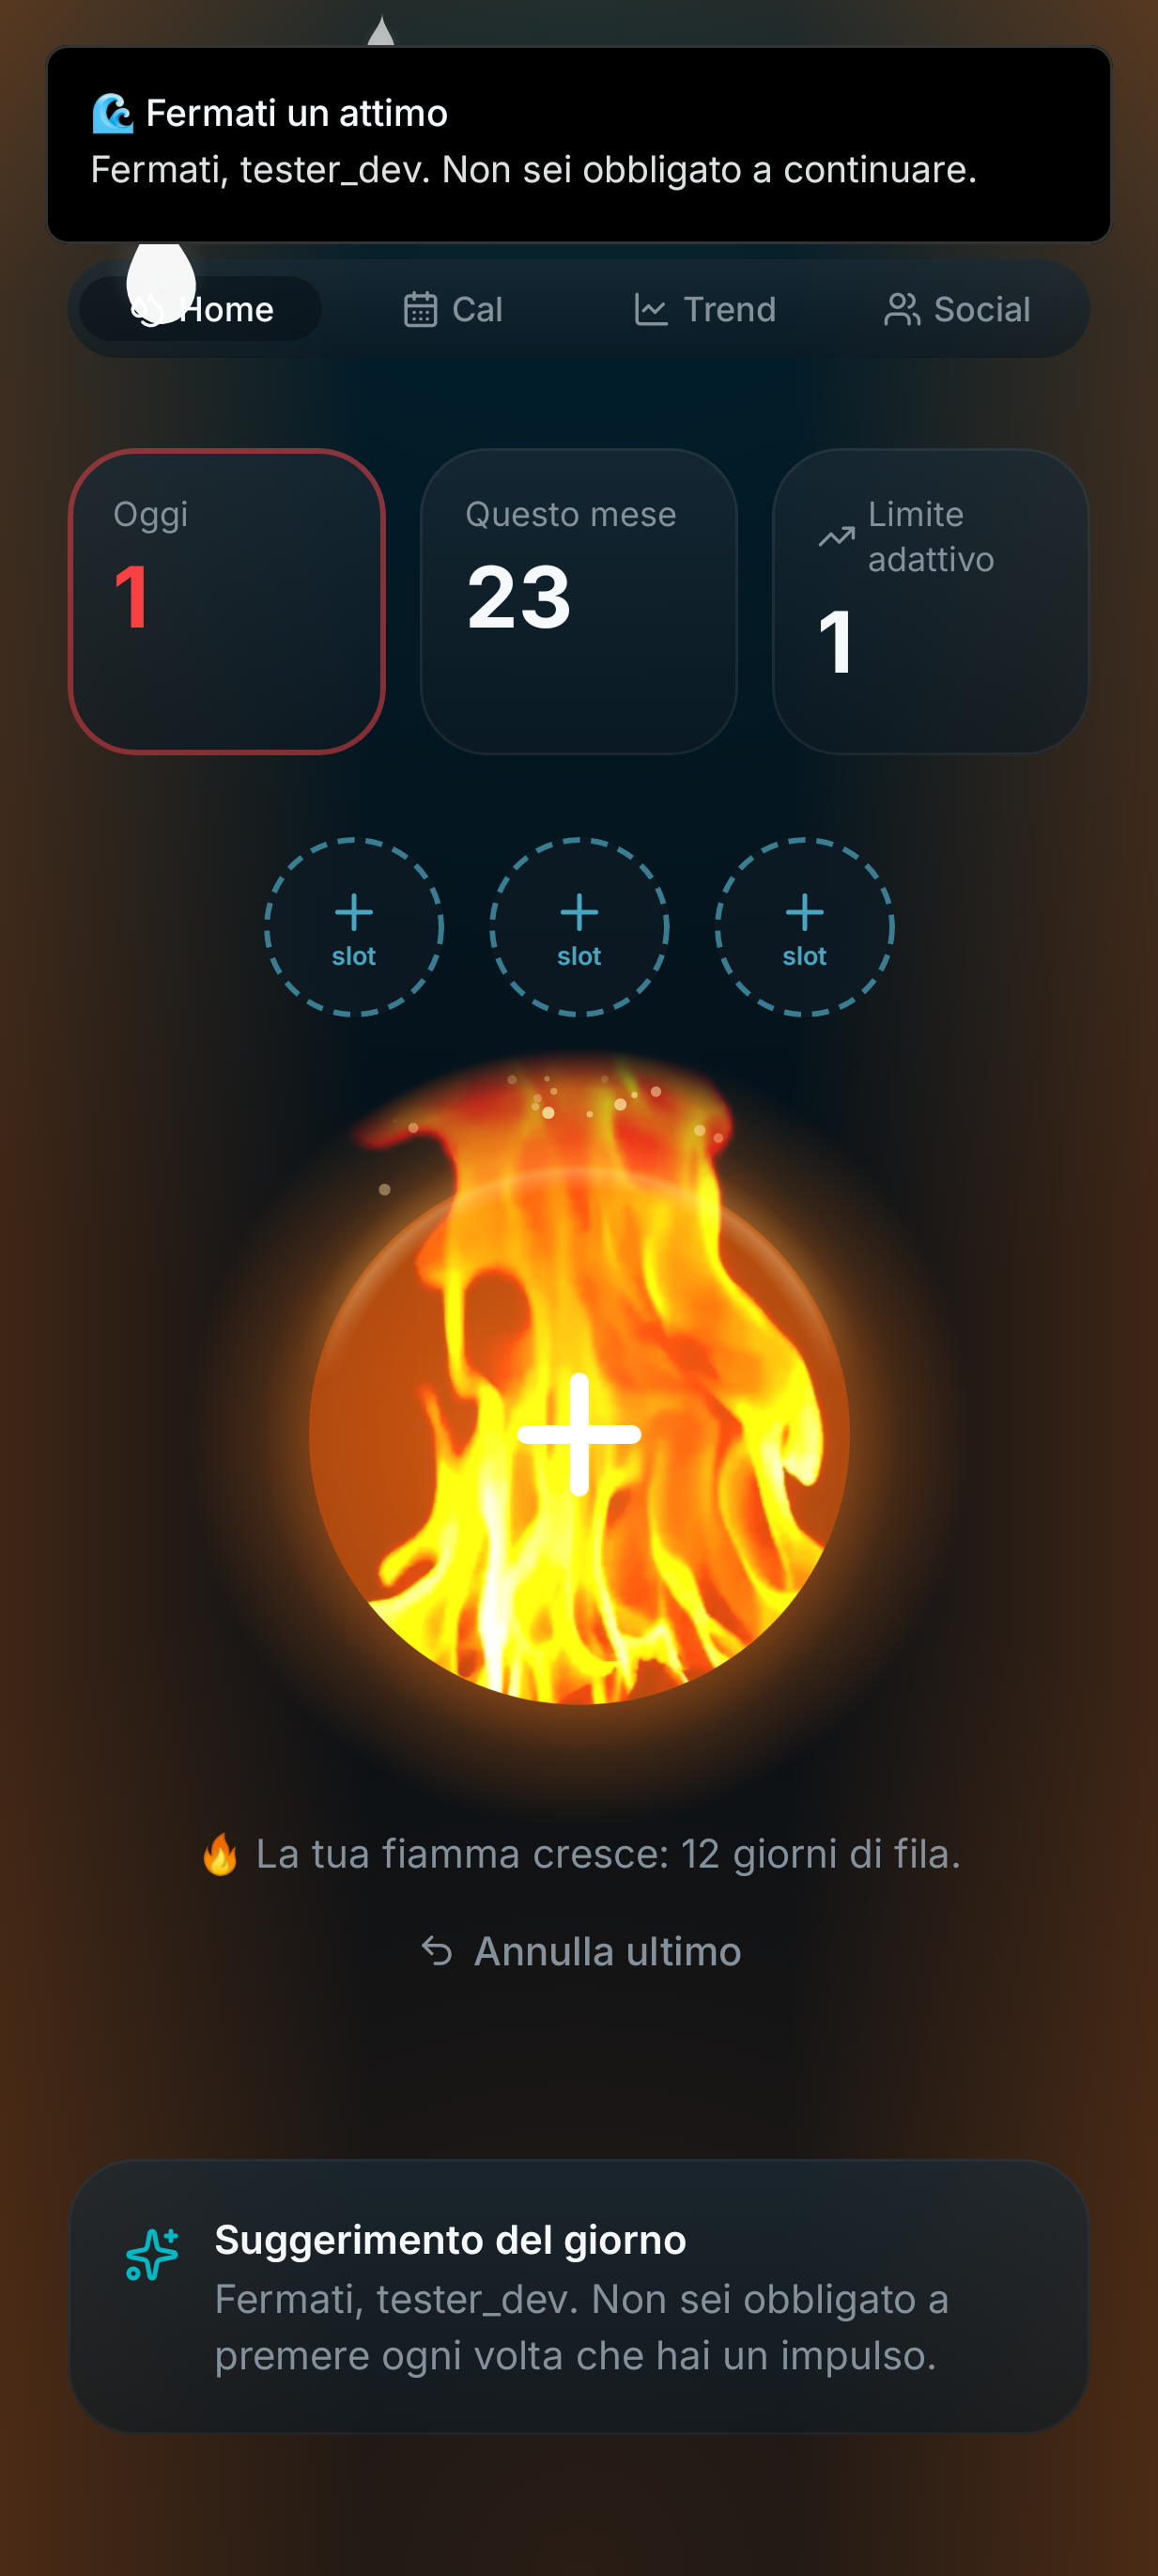 🌊 Fermati un attimo
Fermati, tester_dev. Non sei obbligato a continuare.
Home
Cal
Trend
Social
Oggi
1
Questo mese
23
Limite
adattivo
1
slot
slot
slot
🔥 La tua fiamma cresce: 12 giorni di fila.
Annulla ultimo
Suggerimento del giorno
Fermati, tester_dev. Non sei obbligato a
premere ogni volta che hai un impulso.